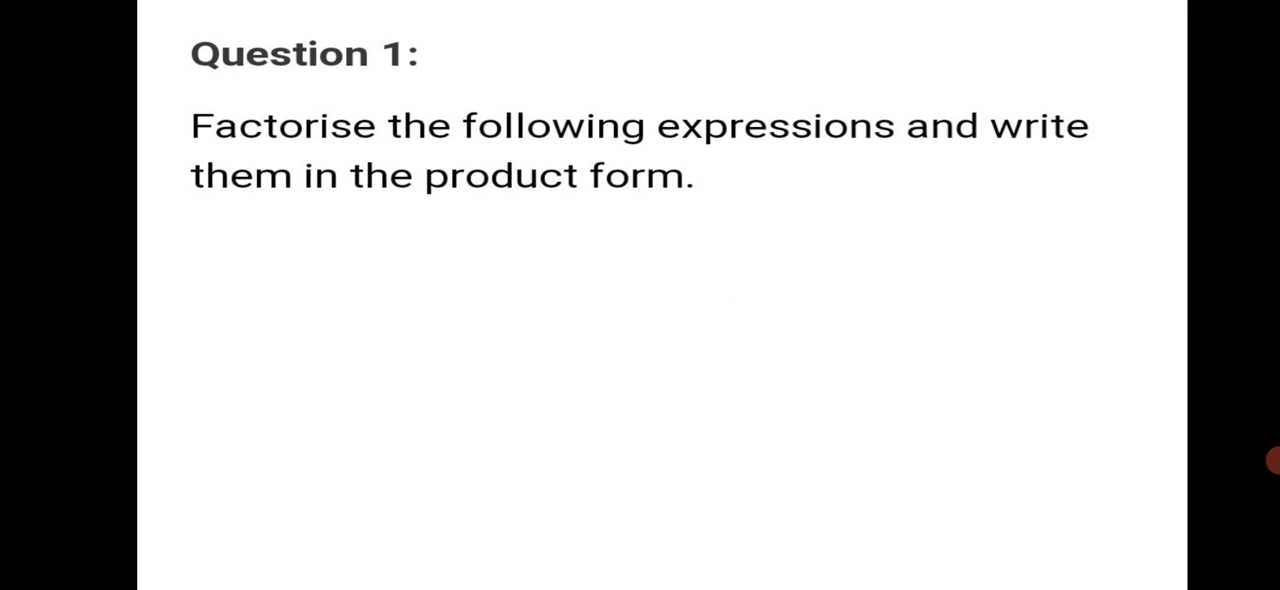 Question 1:
Factorise the following expressions and write
them in the product form.